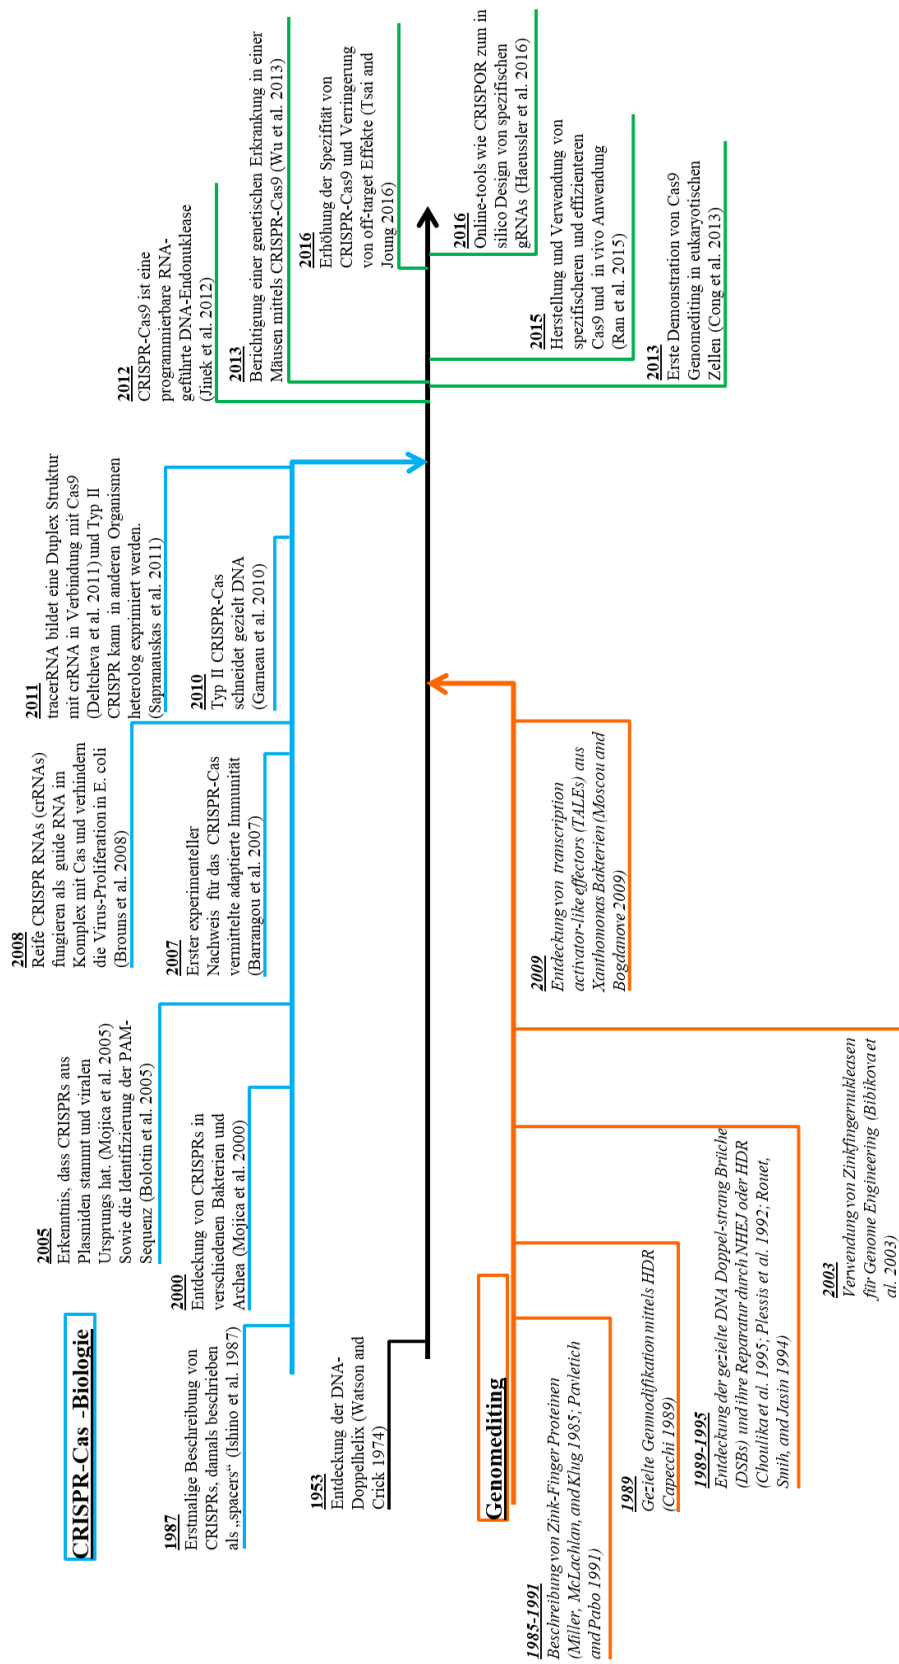 CRISPR-Cas -Biologie
1987
Erstmalige Beschreibung von
CRISPRs, damals beschrieben
als „spacers“ (Ishino et al. 1987)
2000
Entdeckung von CRISPRs in
verschiedenen Bakterien und
Archea (Mojica et al. 2000)
2005
Erkenntnis, dass CRISPRs aus
Plasmiden stammt und viralen
Ursprungs hat. (Mojica et al. 2005)
Sowie die Identifizierung der PAM-
Sequenz (Bolotin et al. 2005)
2007
Erster experimenteller
Nachweis für das CRISPR-Cas
vermittelte adaptierte Immunität
(Barrangou et al. 2007)
2008
Reife CRISPR RNAs (crRNAs)
fungieren als guide RNA im
Komplex mit Cas und verhindern
die Virus-Proliferation in E. coli
(Brouns et al. 2008)
2010
Typ II CRISPR-Cas
schneidet gezielt DNA
(Garneau et al. 2010)
2011
tracerRNA bildet eine Duplex Struktur
mit crRNA in Verbindung mit Cas9
(Deltcheva et al. 2011) und Typ II
CRISPR kann in anderen Organismen
heterolog exprimiert werden.
(Sapranauskas et al. 2011)
2012
CRISPR-Cas9 ist eine
programmierbare RNA-
geführte DNA-Endonuklease
(Jinek et al. 2012)
2013
Berichtigung einer genetischen Erkrankung in einer
Mäusen mittels CRISPR-Cas9 (Wu et al. 2013)
2016
Erhöhung der Spezifität von
CRISPR-Cas9 und Verringerung
von off-target Effekte (Tsai and
Joung 2016)
1953
Entdeckung der DNA-
Doppelhelix (Watson and
Crick 1974)
Genomediting
1985-1991
Beschreibung von Zink-Finger Proteinen
(Miller, McLachlan, and Klug 1985; Pavletich
and Pabo 1991)
1989
Gezielte Genmodifikation mittels HDR
(Capecchi 1989)
1989-1995
Entdeckung der gezielte DNA Doppel-strang Brüche
(DSBs) und ihre Reparatur durch NHEJ oder HDR
(Choulika et al. 1995; Plessis et al. 1992; Rouet,
Smih, and Jasin 1994)
2003
Verwendung von Zinkfingernukleasen
für Genome Engineering (Bibikova et
al. 2003)
2009
Entdeckung von transcription
activator-like effectors (TALEs) aus
Xanthomonas Bakterien (Moscou and
Bogdanove 2009)
2013
Erste Demonstration von Cas9
Genomediting in eukaryotischen
Zellen (Cong et al. 2013)
2015
Herstellung und Verwendung von
spezifischeren und effizienteren
Cas9 und in vivo Anwendung
(Ran et al. 2015)
2016
Online-tools wie CRISPOR zum in
silico Design von spezifischen
gRNAs (Haeussler et al. 2016)